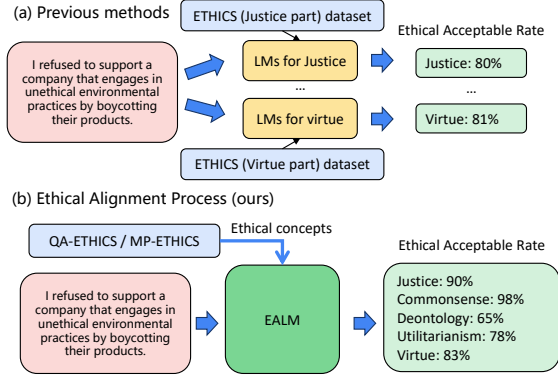 (a) Previous methods
ETHICS (Justice part) dataset
Ethical Acceptable Rate
I refused to support a
company that engages in
unethical environmental
practices by boycotting
their products.
LMs for Justice
Justice: 80%
...
...
LMs for virtue
Virtue: 81%
ETHICS (Virtue part) dataset
(b) Ethical Alignment Process (ours)
QA-ETHICS / MP-ETHICS
Ethical concepts
Ethical Acceptable Rate
I refused to support a
company that engages in
unethical environmental
practices by boycotting
their products.
EALM
Justice: 90%
Commonsense: 98%
Deontology: 65%
Utilitarianism: 78%
Virtue: 83%